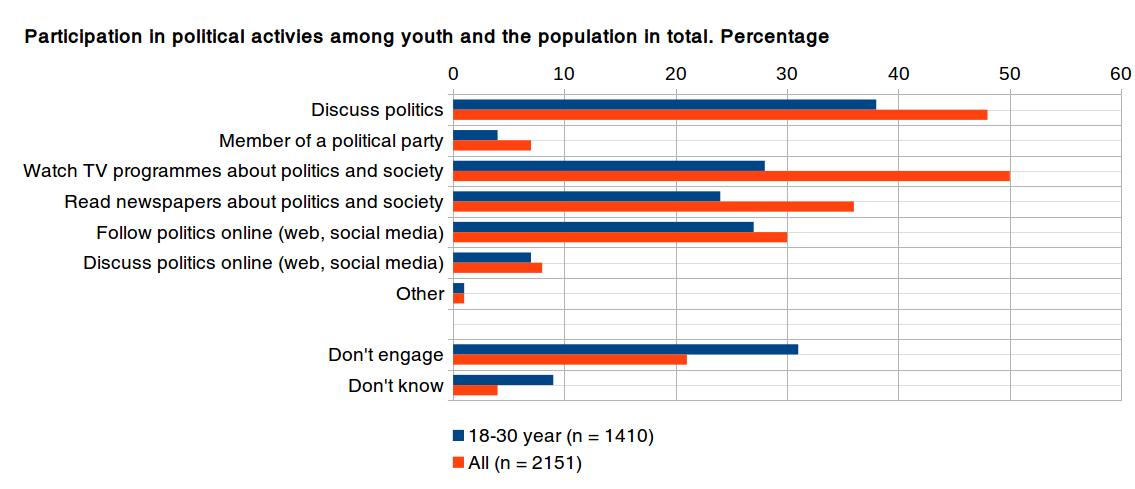 Participation in political activies among youth and the population in total. Percentage
0 10 20 30 40 50 60
Discuss politics
Member of a political party
Watch TV programmes about politics and society
Read newspapers about politics and society
Follow politics online (web, social media)
Discuss politics online (web, social media)
Other
Don't engage
Don't know
18-30 year (n = 1410)
All (n = 2151)